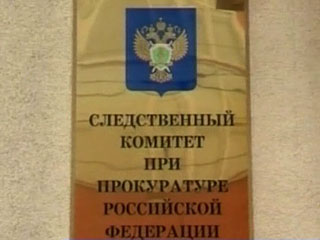 СЛЕДСТВЕННЫЙ
КОМИТЕТ
ПРИ
ПРОКУРАТУРЕ
РОССИЙСКОЙ
ФЕДЕРАЦИИ